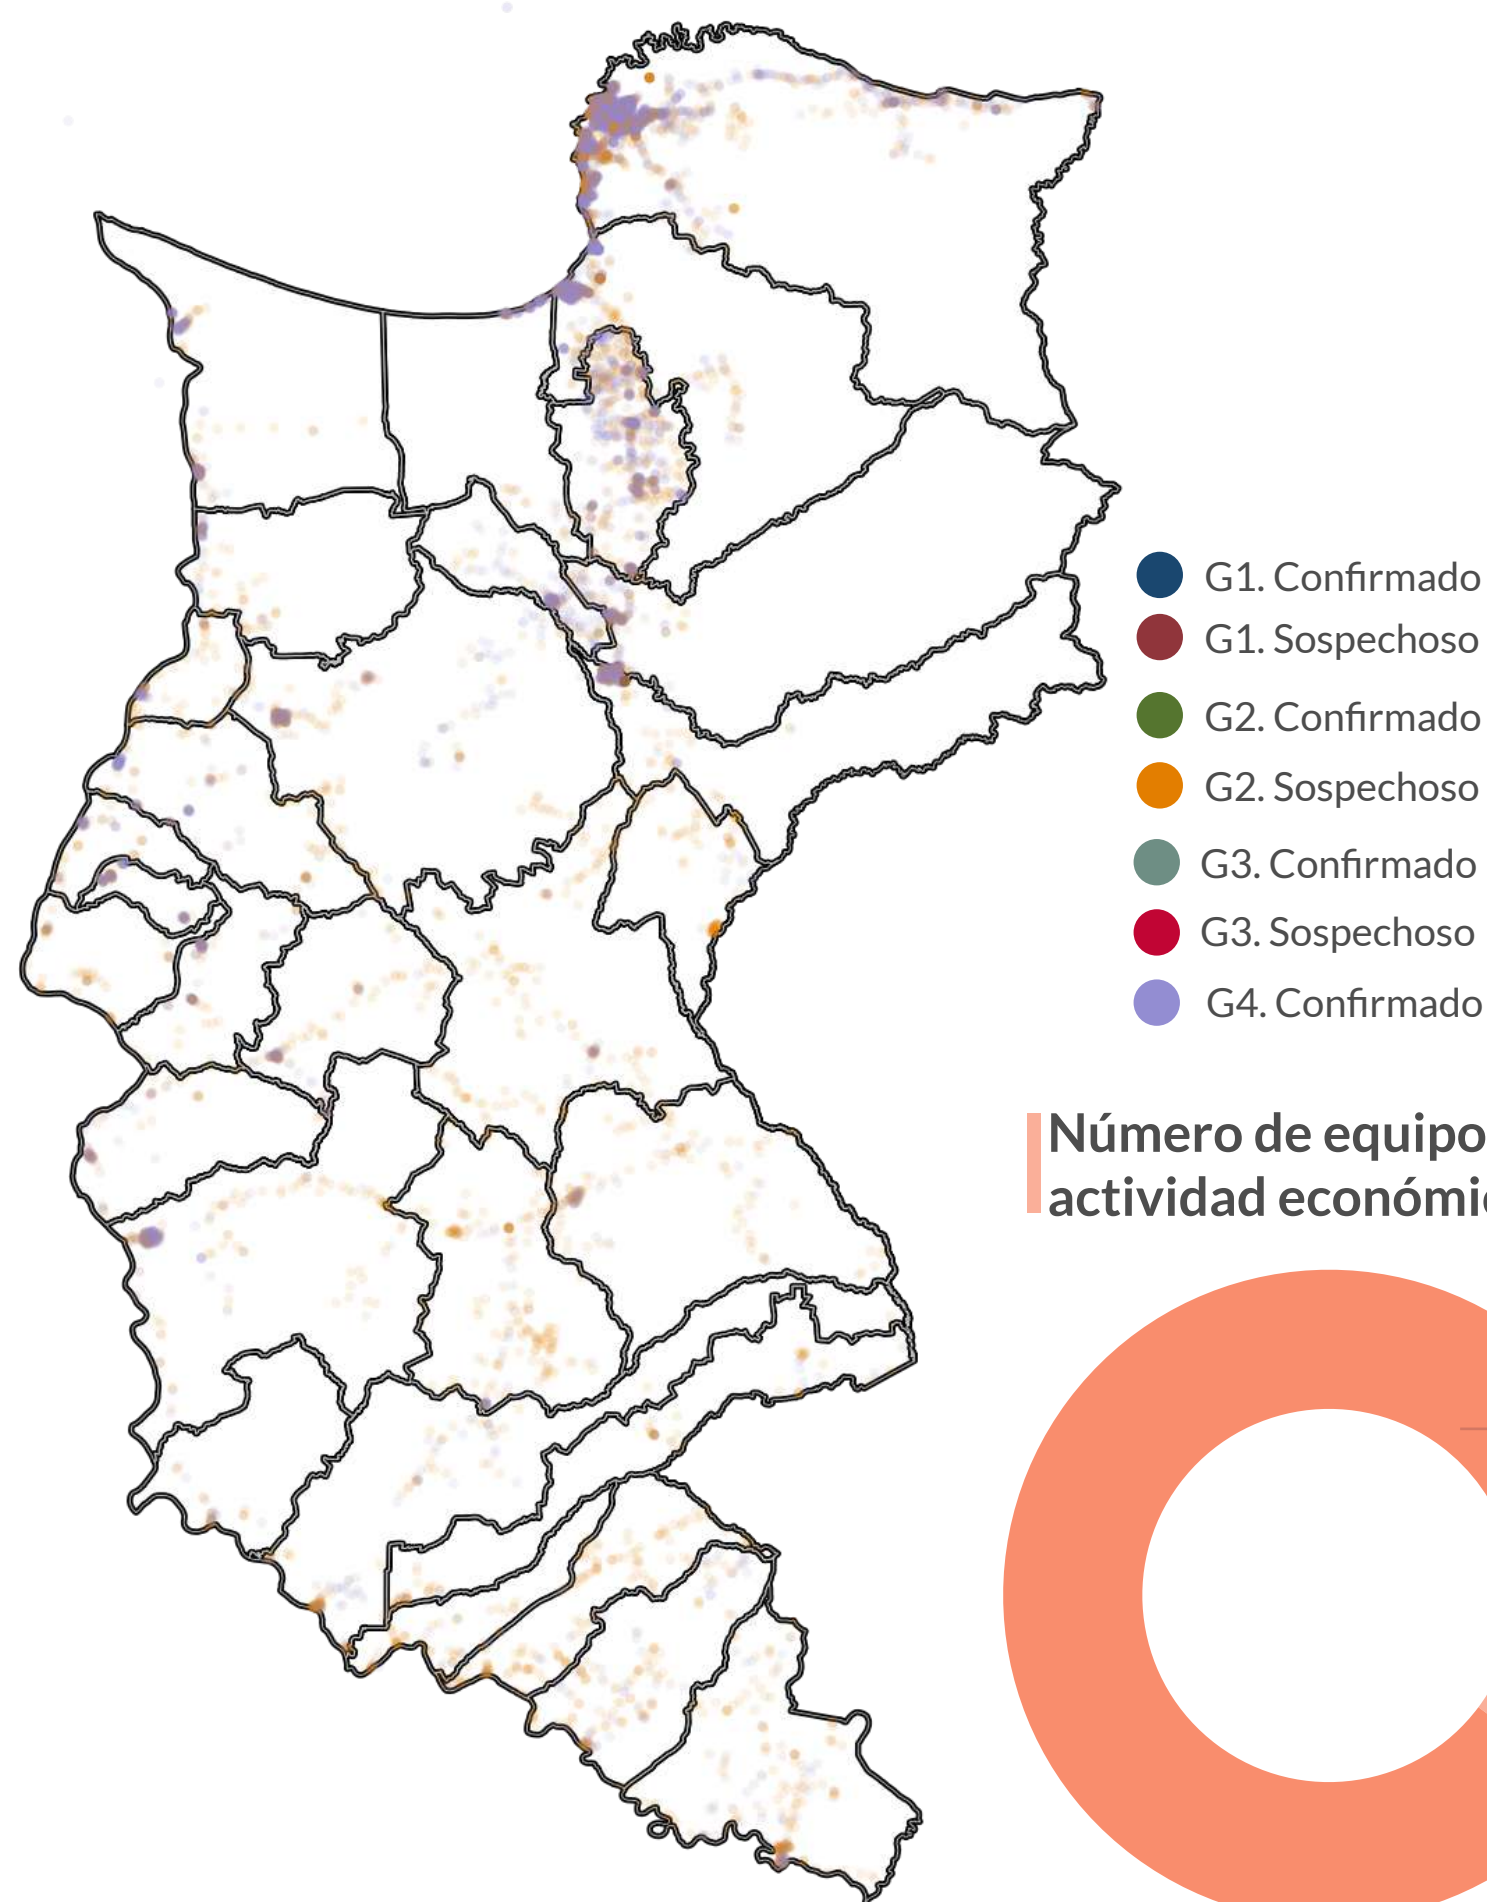 G1. Confirmado
G1. Sospechoso
G2. Confirmado
G2. Sospechoso
G3. Confirmado
G3. Sospechoso
G4. Confirmado
Número de equipo
actividad económi